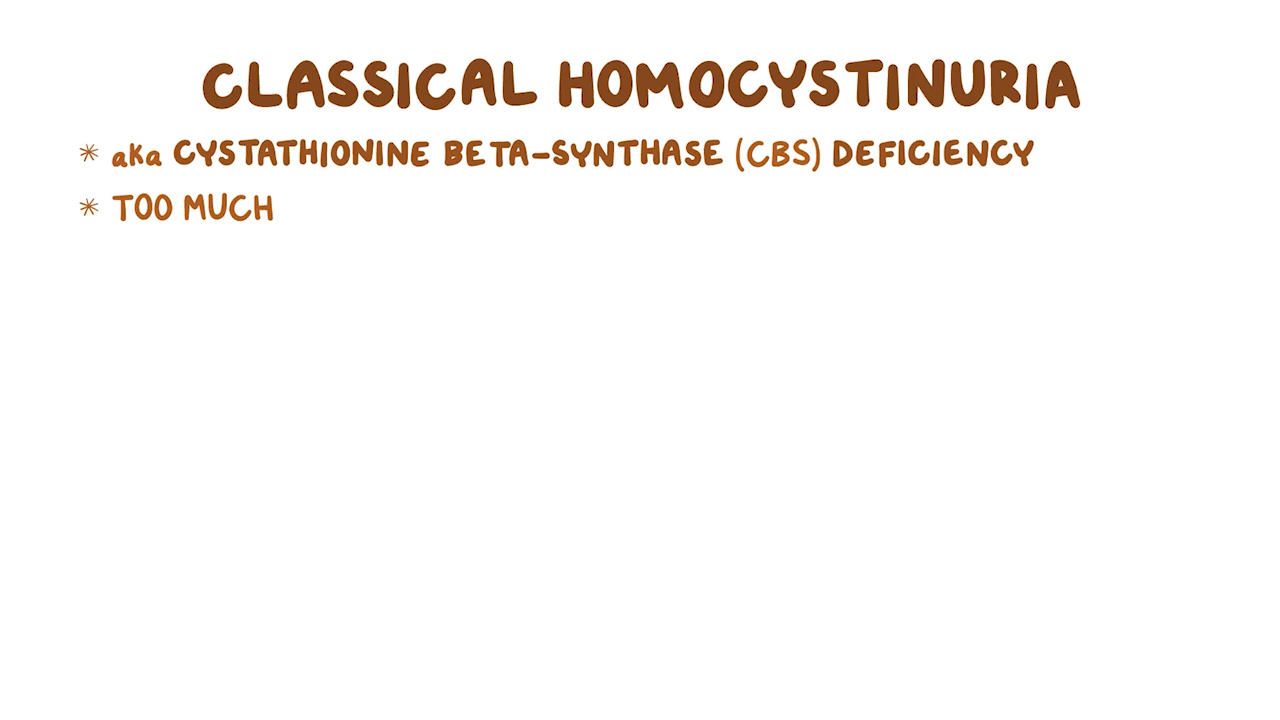 CLASSICAL HOMOCYSTINURIA
* aka CYSTATHIONINE BETA-SYNTHASE (CBS) DEFICIENCY
* TOO MUCH